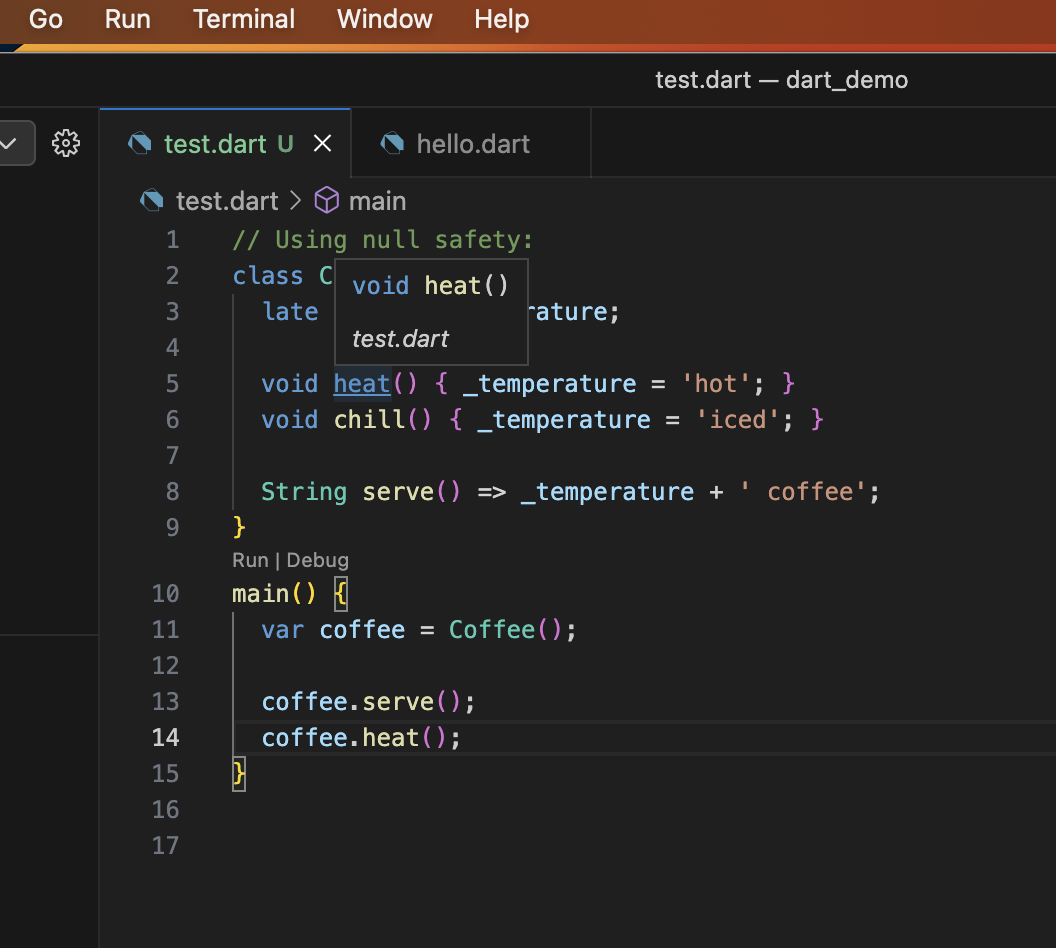 Go Run Terminal Window Help
test.dart — dart_demo
test.dart U hello.dart
test.dart > main
1 // Using null safety:
2 class C
void heat()
3 late rature;
test.dart
4
5 void heat() { _temperature = 'hot'; }
6 void chill() { _temperature = 'iced'; }
7
8 String serve() => _temperature + ' coffee';
9 }
Run | Debug
10 main() {
11 var coffee = Coffee();
12
13 coffee.serve();
14 coffee.heat();
15 }
16
17